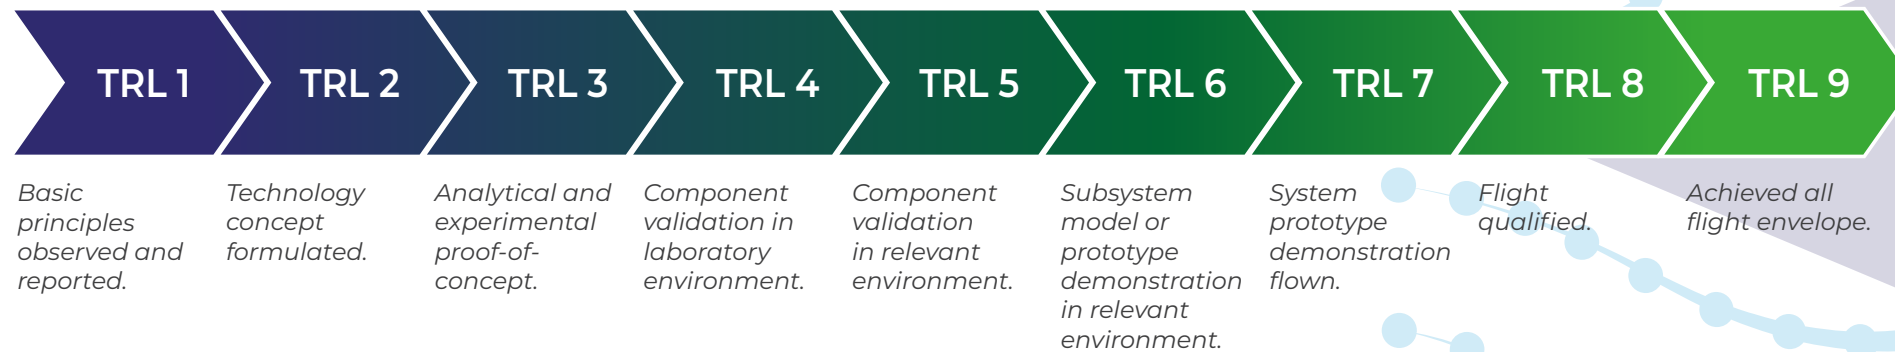 TRL 1
TRL 2
TRL 3
TRL 4
TRL 5
TRL 6
TRL 7
TRL 8
TRL 9
Basic
principles
observed and
reported.
Technology
concept
formulated.
Analytical and
experimental
proof-of-
concept.
Component
validation in
laboratory
environment.
Component
validation
in relevant
environment.
Subsystem
model or
prototype
demonstration
in relevant
environment.
System
prototype
demonstration
flown.
Flight
qualified.
Achieved all
flight envelope.